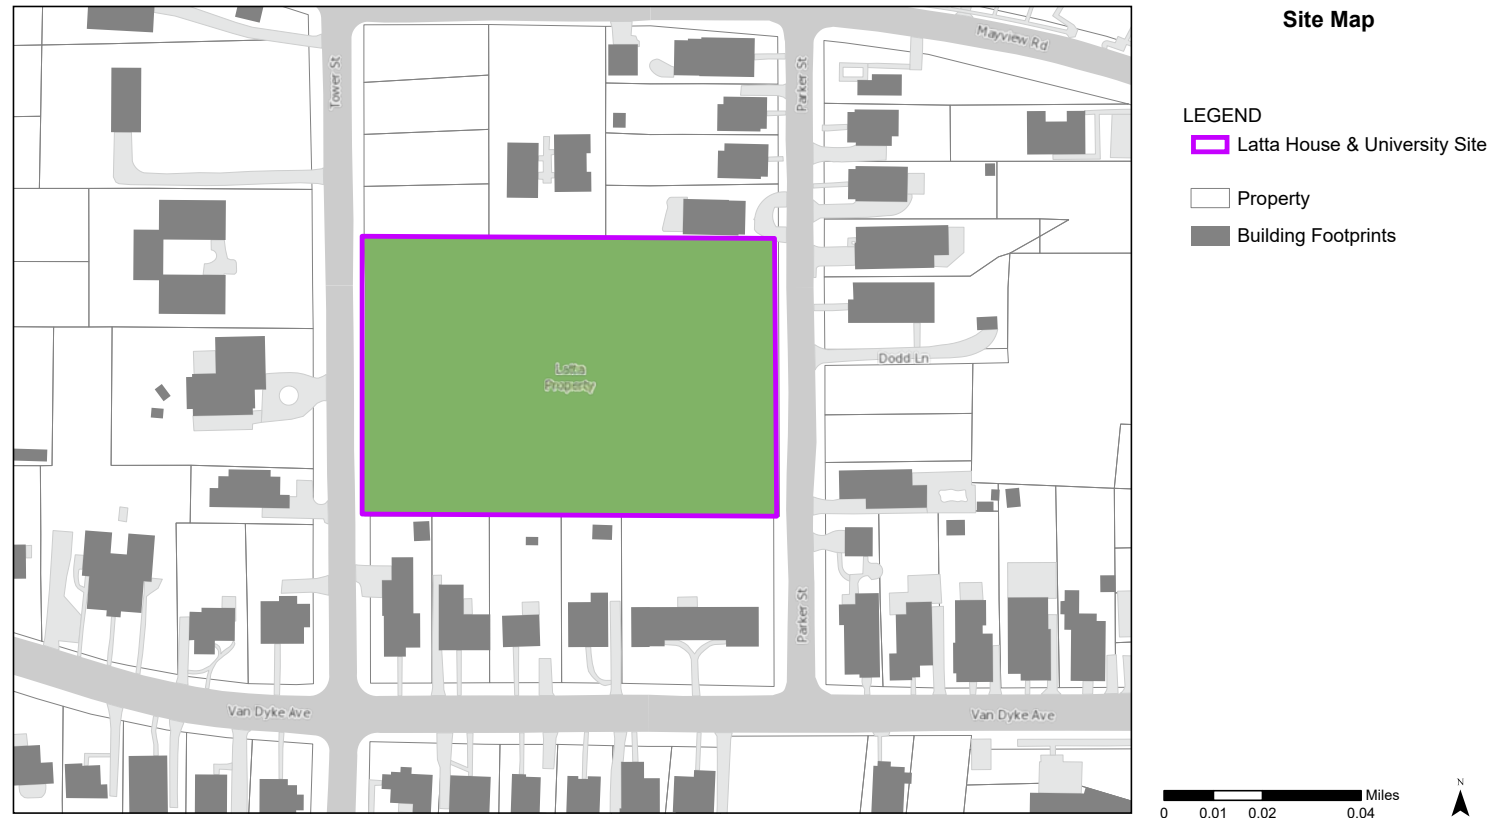 Site Map
Mayview Rd
Tower St
Parker St
LEGEND
Latta House & University Site
Property
Building Footprints
Dodd Ln
Latta
Property
Parker St
Van Dyke Ave
Van Dyke Ave
Miles
0 0.01 0.02 0.04
N